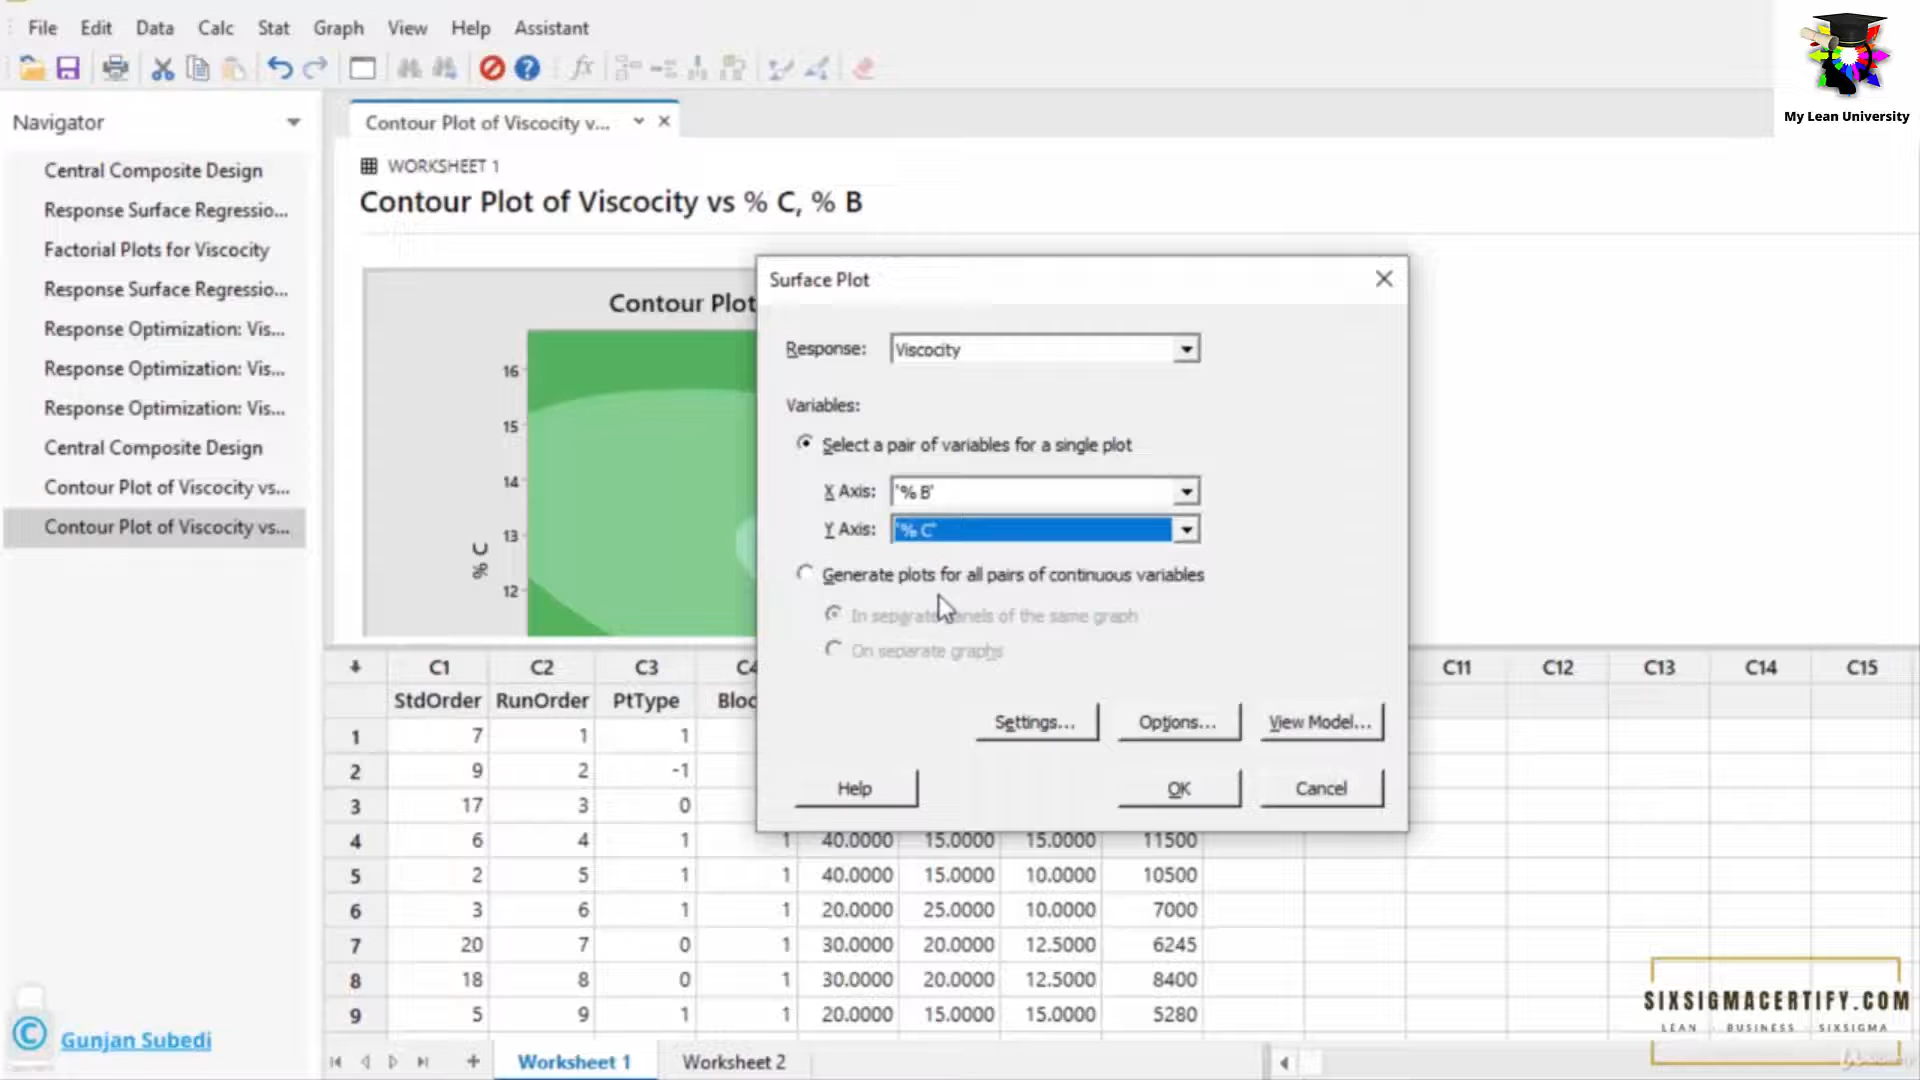 File Edit Data Calc Stat Graph View Help Assistant
My Lean University
Navigator
Central Composite Design
Response Surface Regressio...
Factorial Plots for Viscocity
Response Surface Regressio...
Response Optimization: Vis...
Response Optimization: Vis...
Response Optimization: Vis...
Central Composite Design
Contour Plot of Viscocity vs...
Contour Plot of Viscocity vs...
Contour Plot of Viscocity v...
WORKSHEET 1
Contour Plot of Viscocity vs % C, % B
Contour Plot
16
15
14
13
12
% C
Surface Plot
Response: Viscocity
Variables:
Select a pair of variables for a single plot
X Axis: '% B'
Y Axis: '% C'
Generate plots for all pairs of continuous variables
In separate panels of the same graph
On separate graphs
Settings... Options... View Model...
Help OK Cancel
C1 C2 C3 C4 C11 C12 C13 C14 C15
StdOrder RunOrder PtType Bloc
1 7 1 1
2 9 2 -1
3 17 3 0
4 6 4 1 1 40.0000 15.0000 15.0000 11500
5 2 5 1 1 40.0000 15.0000 10.0000 10500
6 3 6 1 1 20.0000 25.0000 10.0000 7000
7 20 7 0 1 30.0000 20.0000 12.5000 6245
8 18 8 0 1 30.0000 20.0000 12.5000 8400
9 5 9 1 1 20.0000 15.0000 15.0000 5280
Worksheet 1 Worksheet 2
© Gunjan Subedi
SIXSIGMACERTIFY.COM
LEAN BUSINESS SIXSIGMA